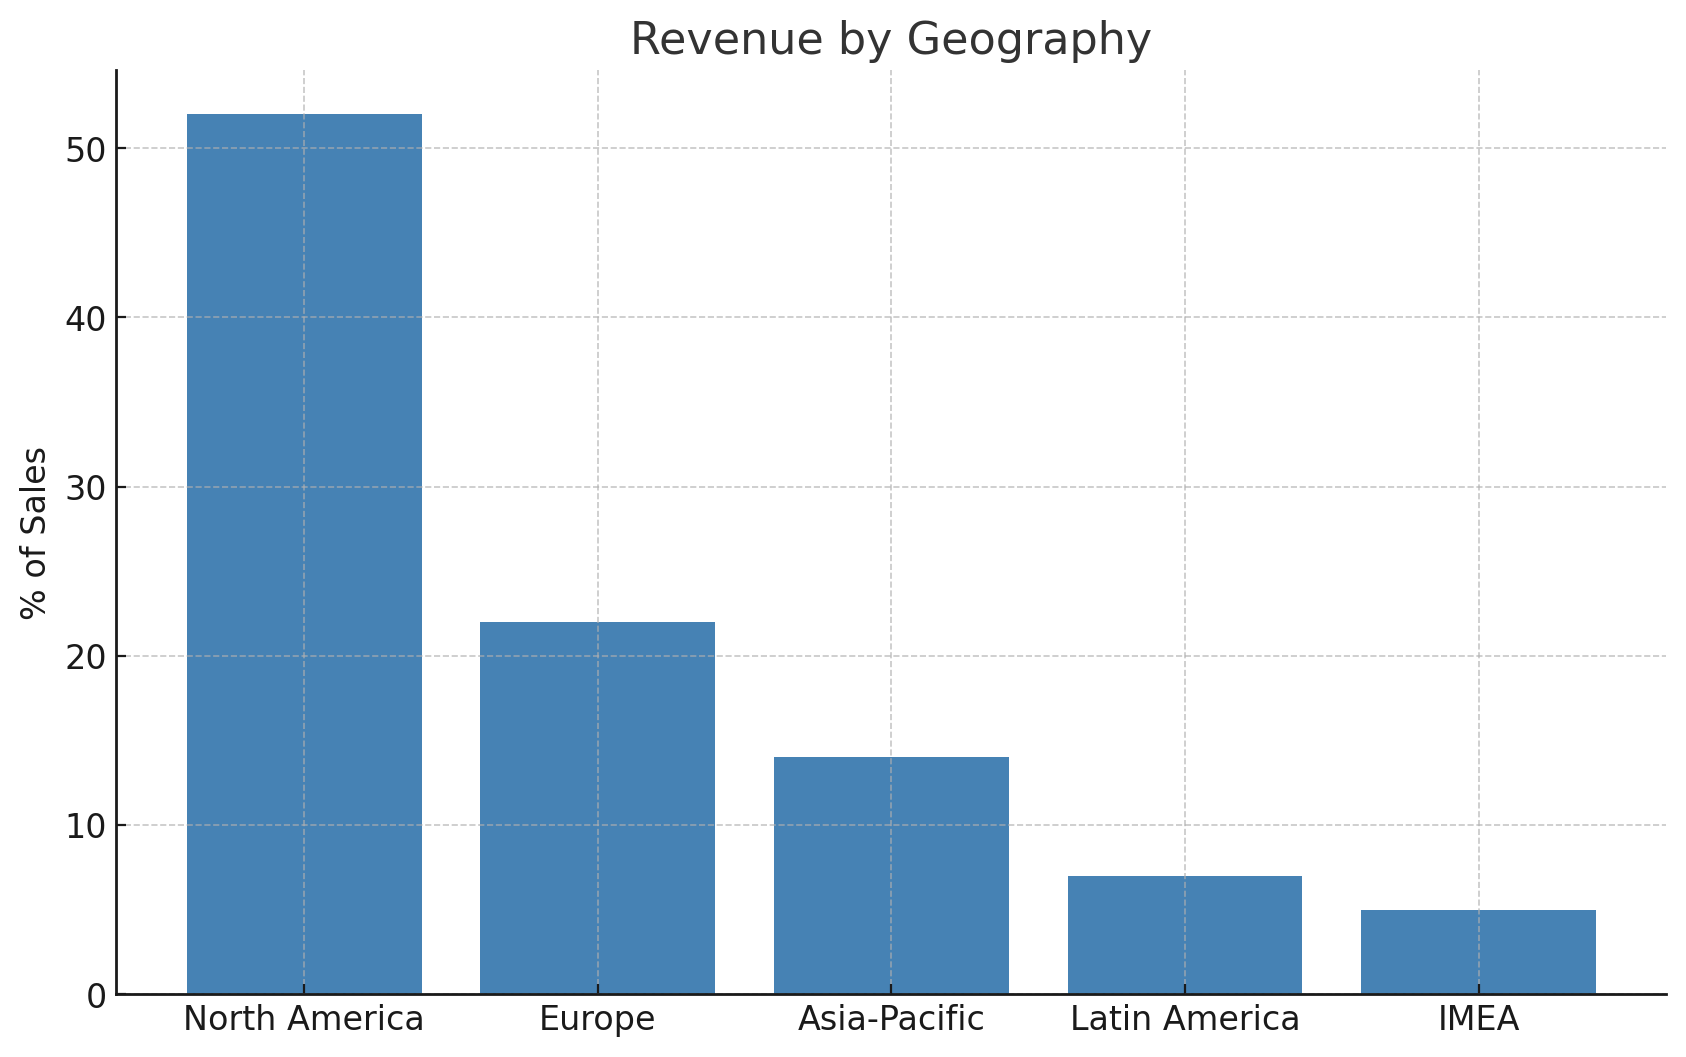 Revenue by Geography
% of Sales
50
40
30
20
10
0
North America
Europe
Asia-Pacific
Latin America
IMEA